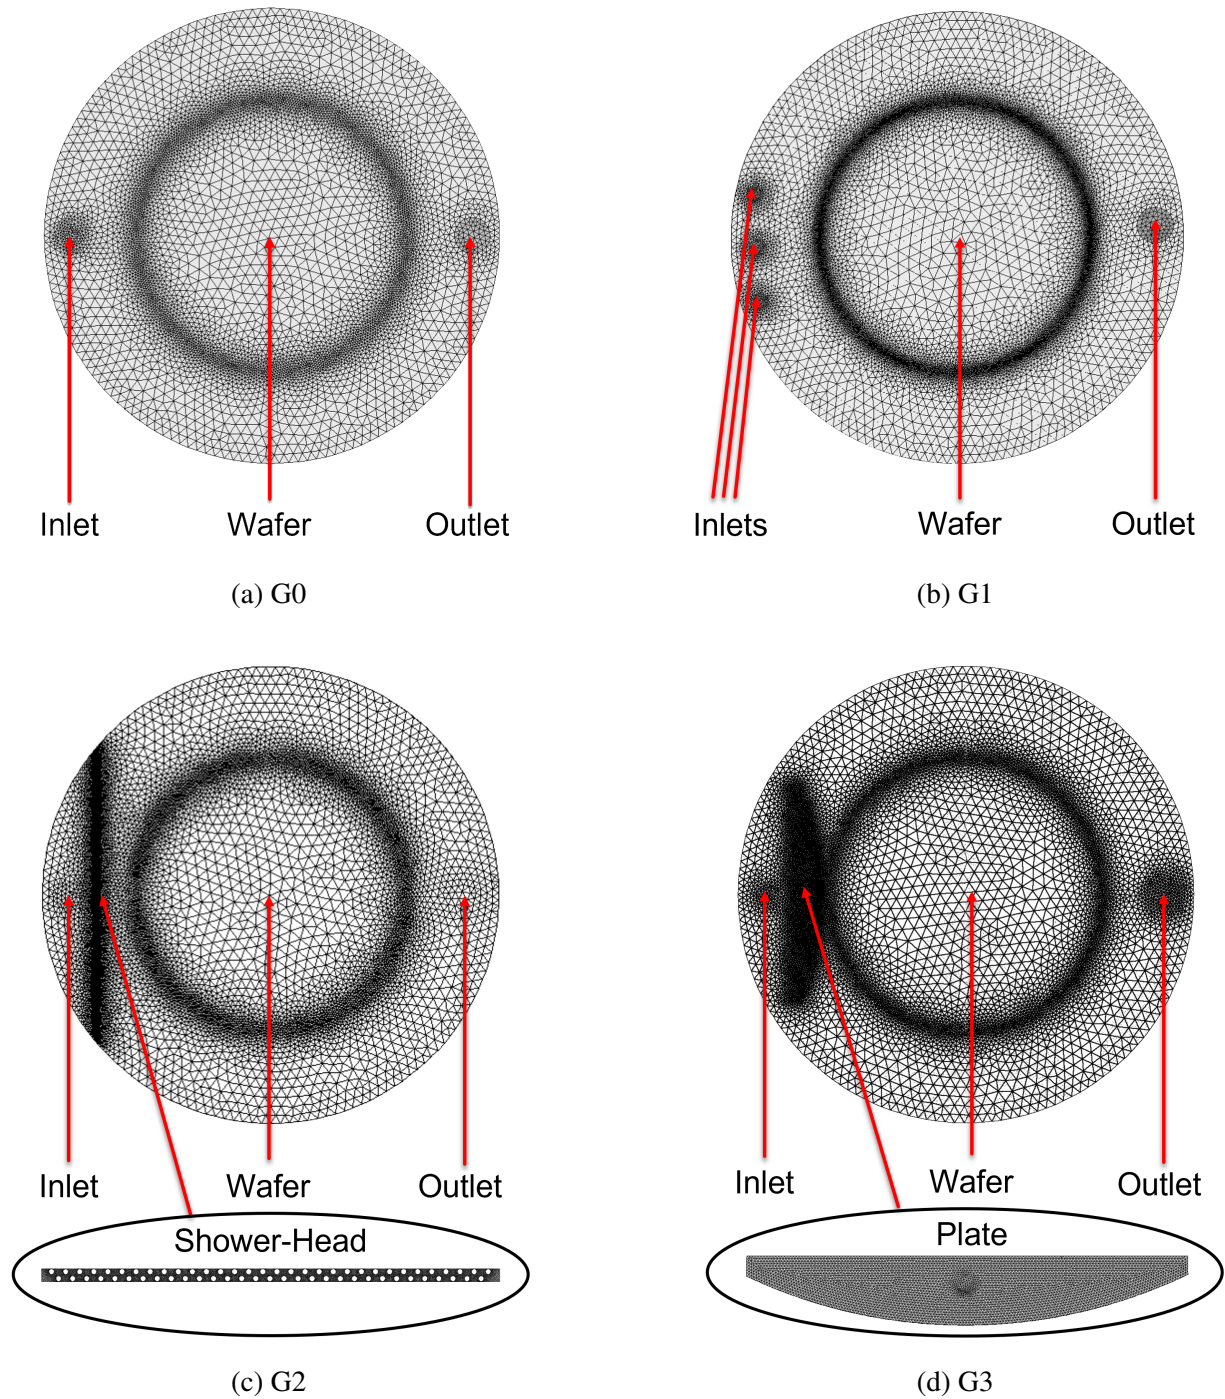 Inlet Wafer Outlet
(a) G0
Inlets Wafer Outlet
(b) G1
Inlet Wafer Outlet
Shower-Head
(c) G2
Inlet Wafer Outlet
Plate
(d) G3